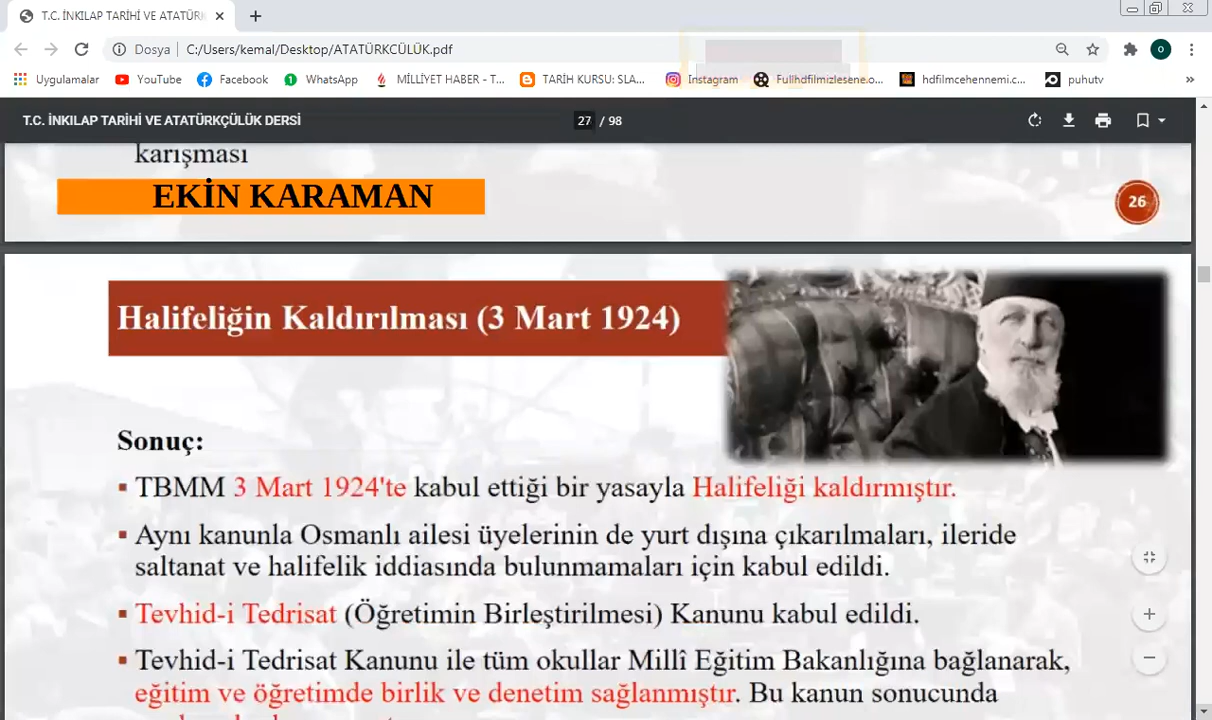 T.C. İNKILAP TARİHİ VE ATATÜRK
Dosya C:/Users/kemal/Desktop/ATATÜRKCÜLÜK.pdf
Uygulamalar YouTube Facebook WhatsApp MİLLİYET HABER - T... TARİH KURSU: SLA... Instagram Fullhdfilmizlesene.o... hdfilmcehennemi.c... puhutv »
T.C. İNKILAP TARİHİ VE ATATÜRKÇÜLÜK DERSİ 27 / 98
karışması
EKİN KARAMAN
26
Halifeliğin Kaldırılması (3 Mart 1924)
Sonuç:
▪ TBMM 3 Mart 1924'te kabul ettiği bir yasayla Halifeliği kaldırmıştır.
▪ Aynı kanunla Osmanlı ailesi üyelerinin de yurt dışına çıkarılmaları, ileride
saltanat ve halifelik iddiasında bulunmamaları için kabul edildi.
▪ Tevhid-i Tedrisat (Öğretimin Birleştirilmesi) Kanunu kabul edildi.
▪ Tevhid-i Tedrisat Kanunu ile tüm okullar Millî Eğitim Bakanlığına bağlanarak,
eğitim ve öğretimde birlik ve denetim sağlanmıştır. Bu kanun sonucunda